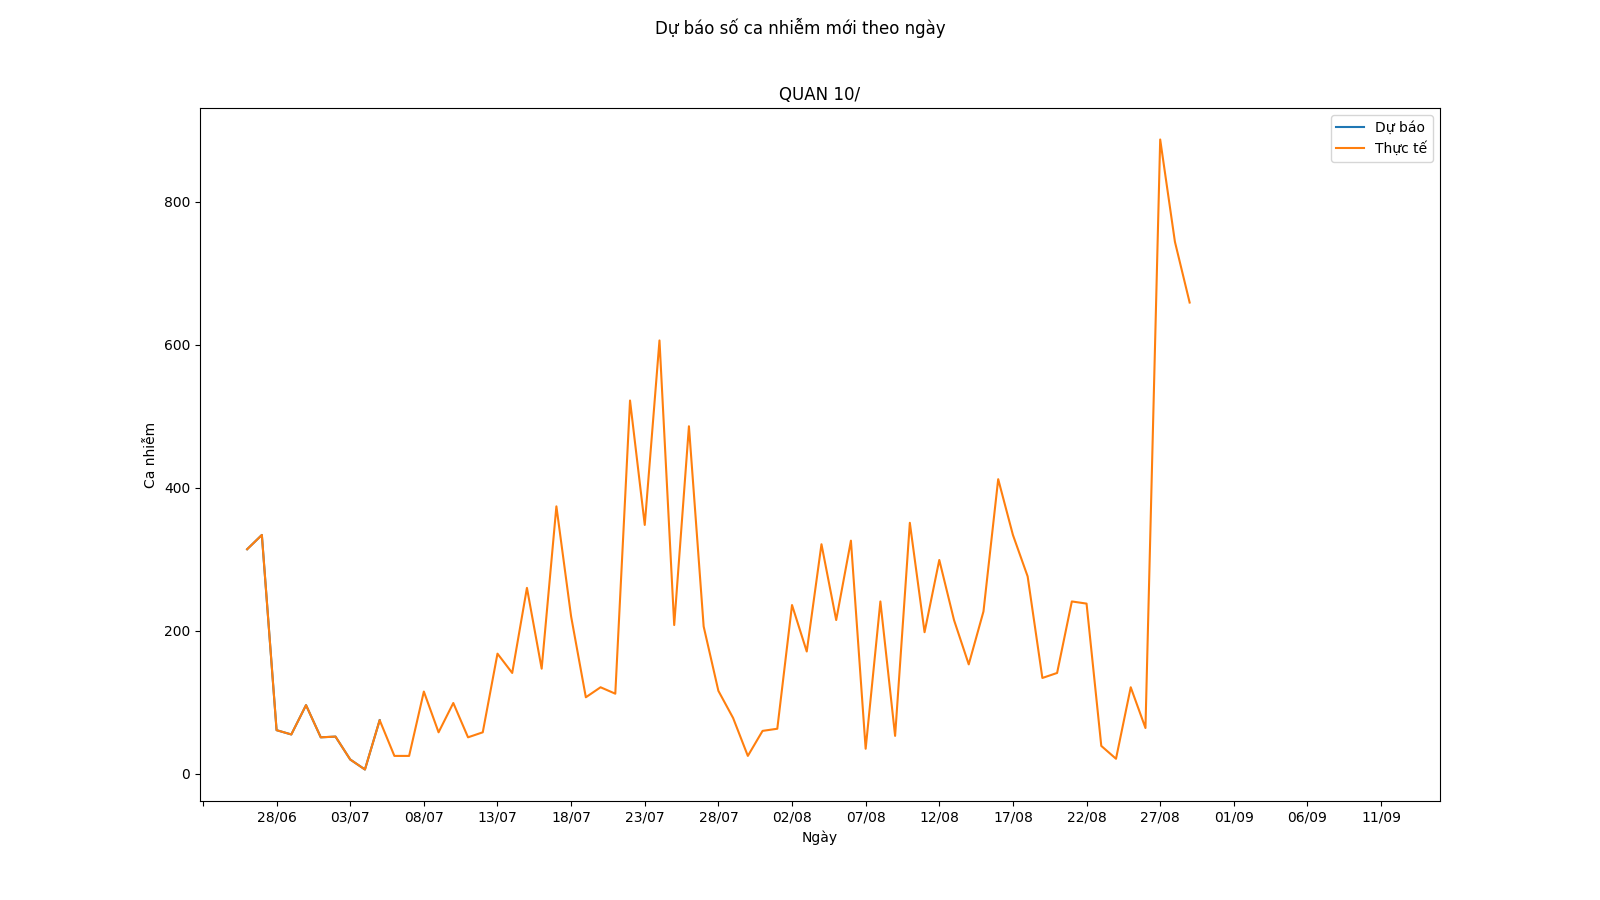 Dự báo số ca nhiễm mới theo ngày
QUAN 10/
Dự báo
Thực tế
800
600
400
200
0
Ca nhiễm
28/06 03/07 08/07 13/07 18/07 23/07 28/07 02/08 07/08 12/08 17/08 22/08 27/08 01/09 06/09 11/09
Ngày